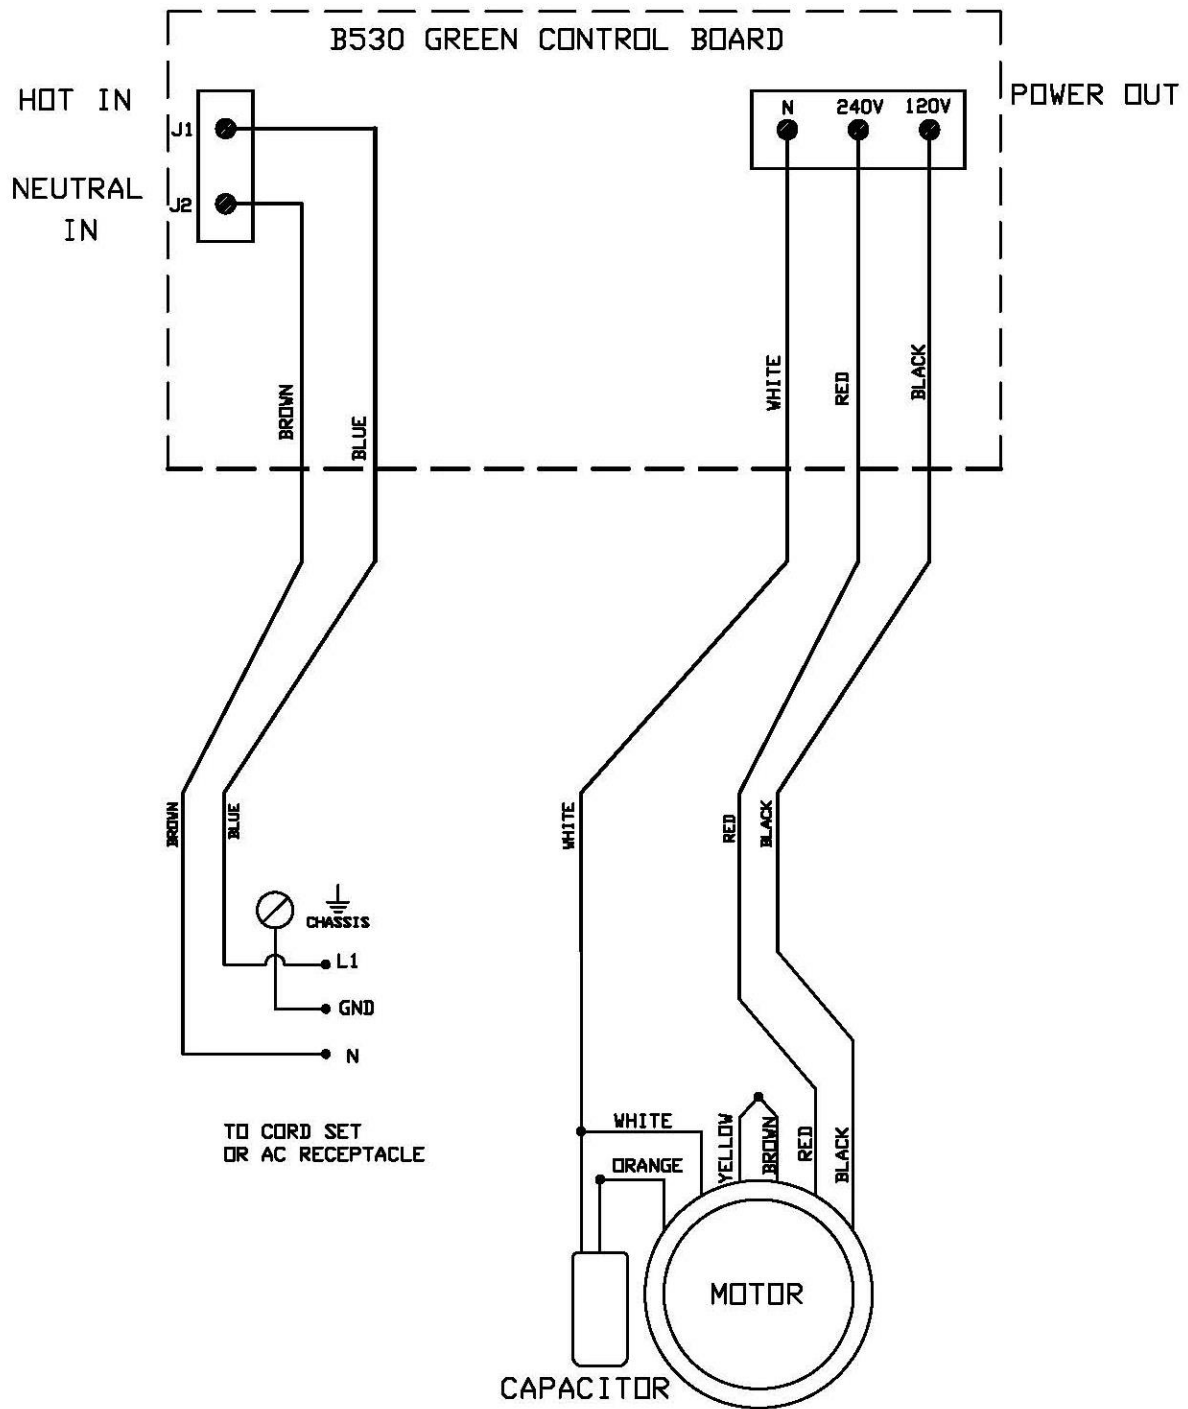 B530 GREEN CONTROL BOARD
HOT IN
J1
NEUTRAL
IN
J2
N 240V 120V
POWER OUT
BROWN
BLUE
WHITE
RED
BLACK
BROWN
BLUE
WHITE
RED
BLACK
CHASSIS
L1
GND
N
TO CORD SET
OR AC RECEPTACLE
WHITE
ORANGE
YELLOW
BROWN
RED
BLACK
MOTOR
CAPACITOR